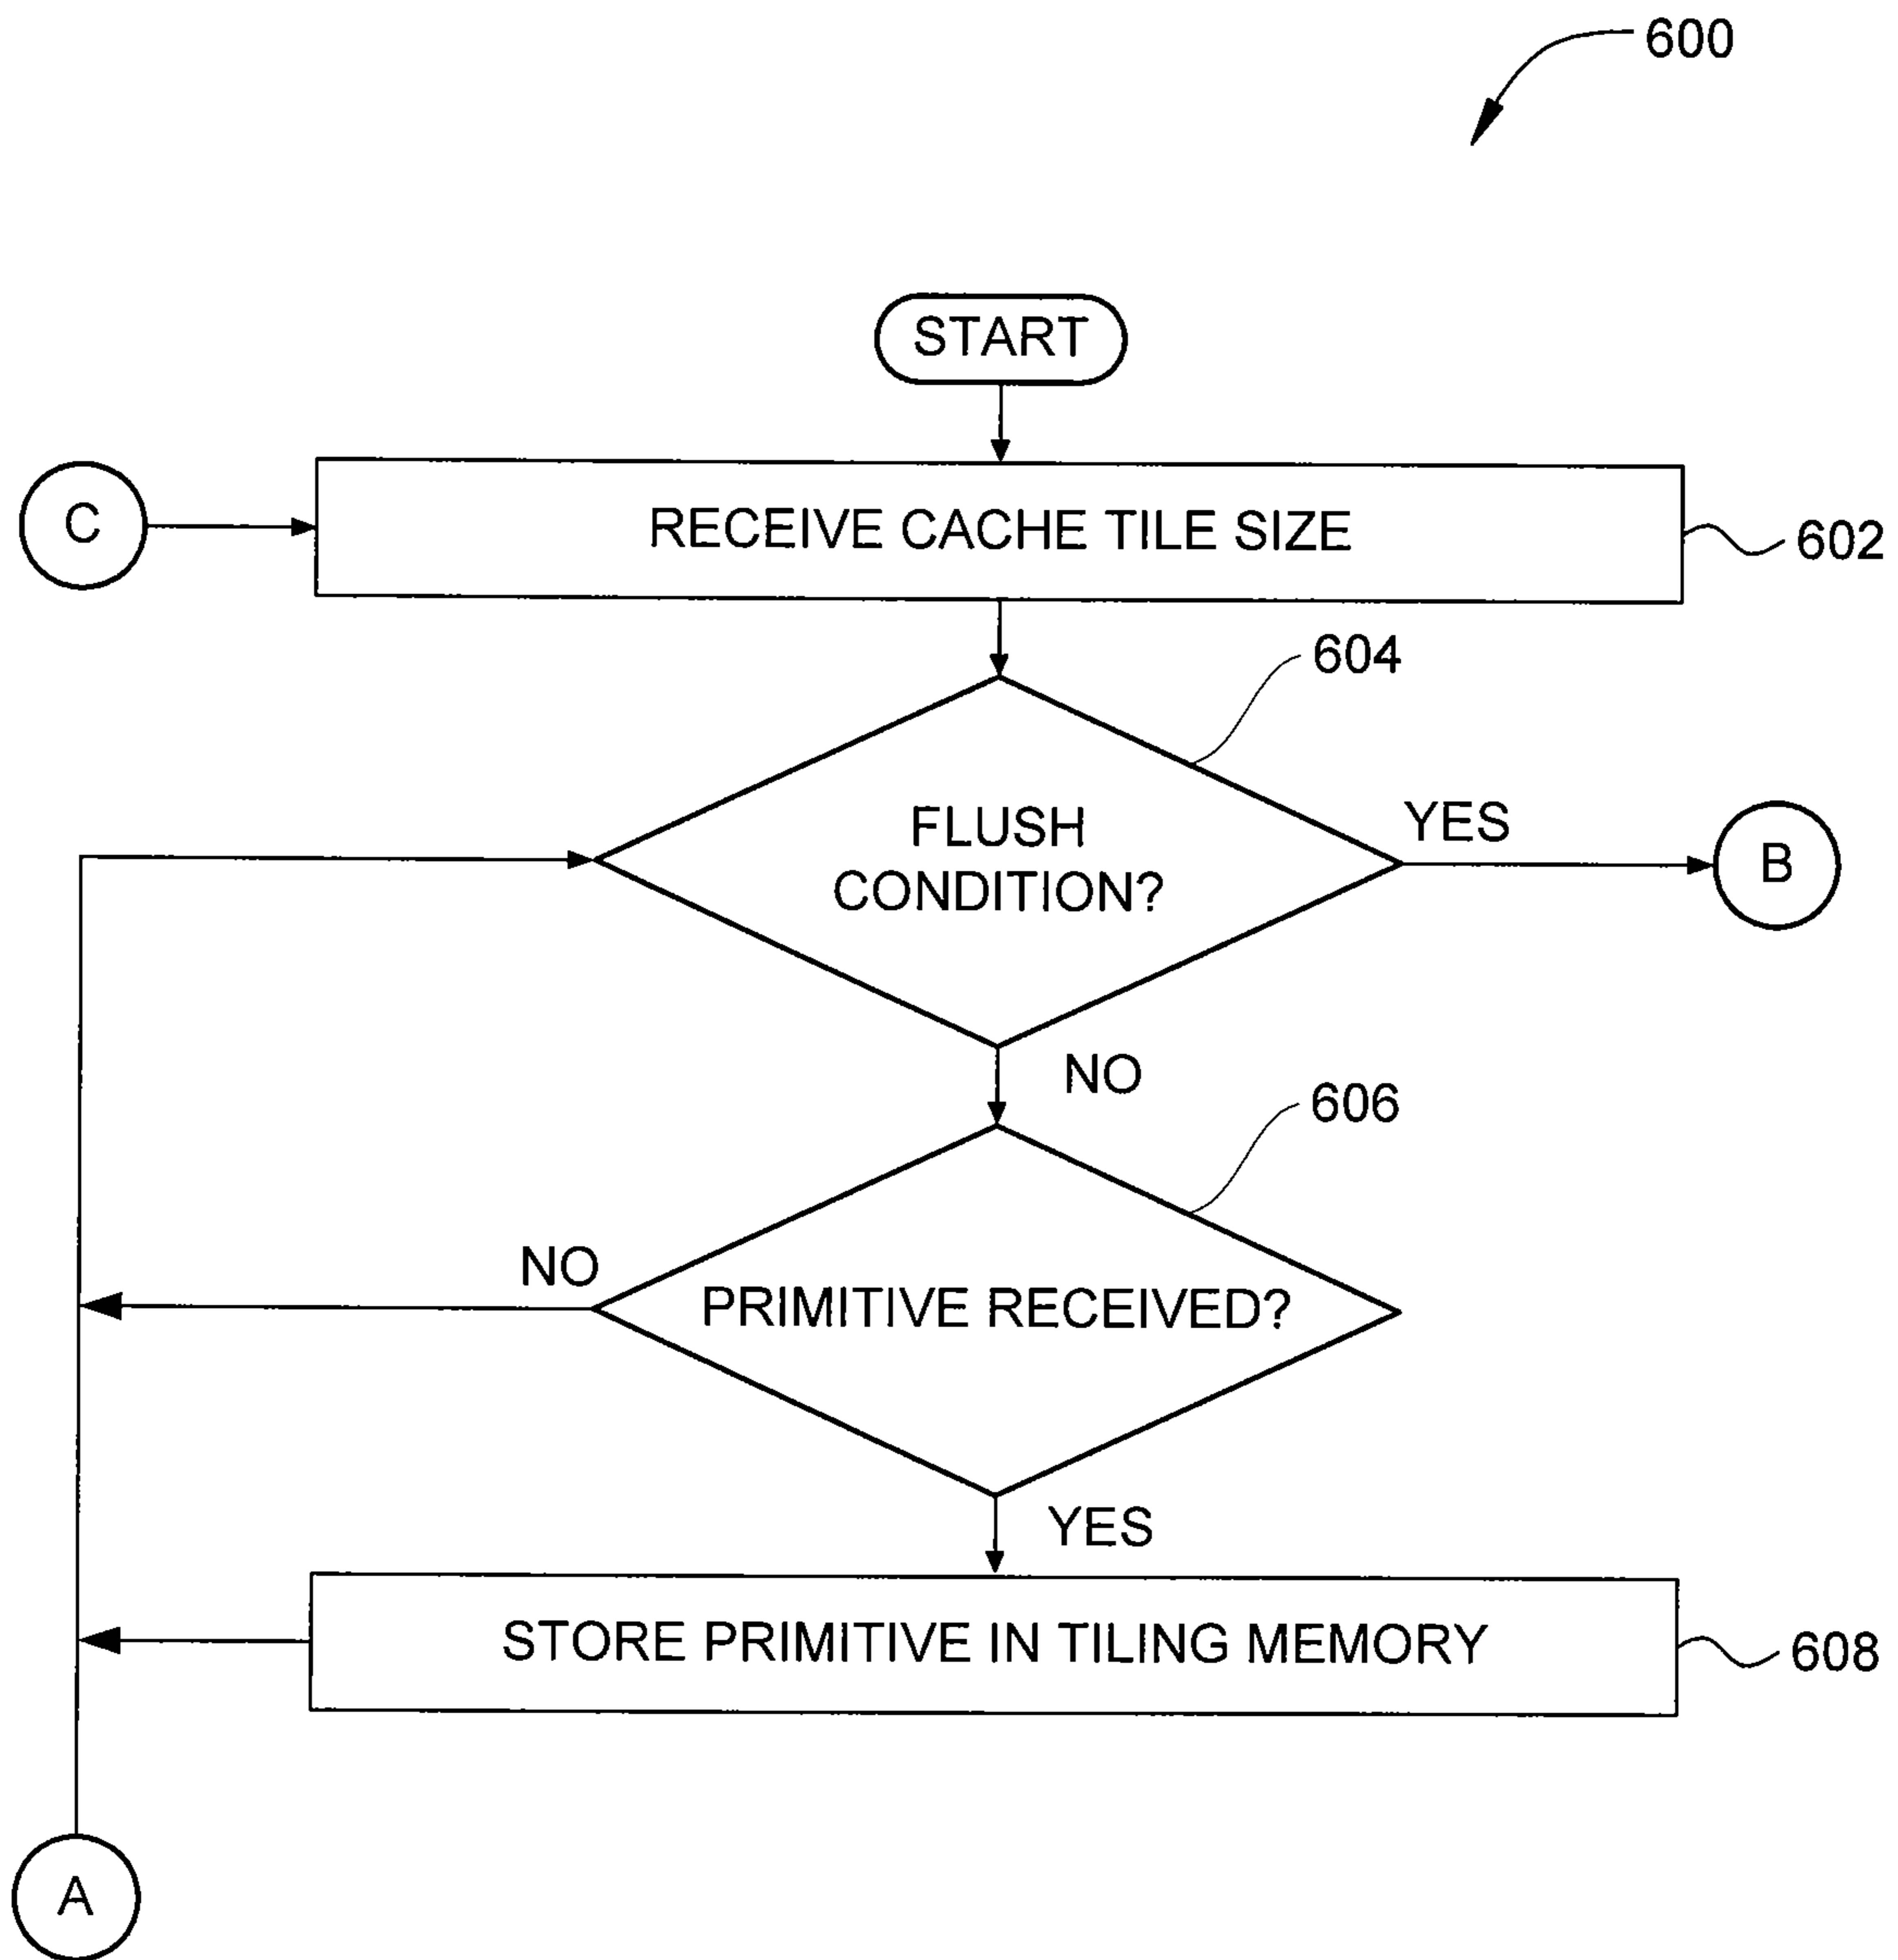 600
START
C
RECEIVE CACHE TILE SIZE
602
604
FLUSH
CONDITION?
YES
B
NO
606
NO
PRIMITIVE RECEIVED?
YES
STORE PRIMITIVE IN TILING MEMORY
608
A